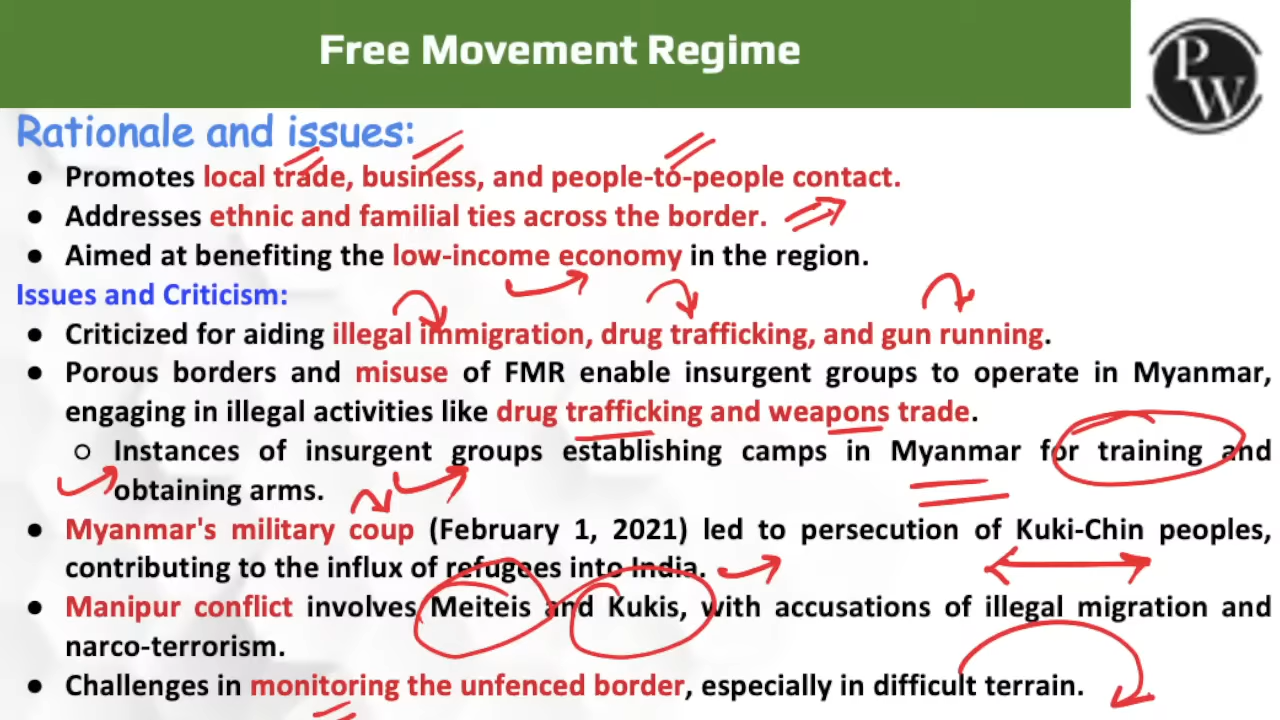 Free Movement Regime
PW
Rationale and issues:
● Promotes local trade, business, and people-to-people contact.
● Addresses ethnic and familial ties across the border.
● Aimed at benefiting the low-income economy in the region.
Issues and Criticism:
● Criticized for aiding illegal immigration, drug trafficking, and gun running.
● Porous borders and misuse of FMR enable insurgent groups to operate in Myanmar,
engaging in illegal activities like drug trafficking and weapons trade.
○ Instances of insurgent groups establishing camps in Myanmar for training and
obtaining arms.
● Myanmar's military coup (February 1, 2021) led to persecution of Kuki-Chin peoples,
contributing to the influx of refugees into India.
● Manipur conflict involves Meiteis and Kukis, with accusations of illegal migration and
narco-terrorism.
● Challenges in monitoring the unfenced border, especially in difficult terrain.